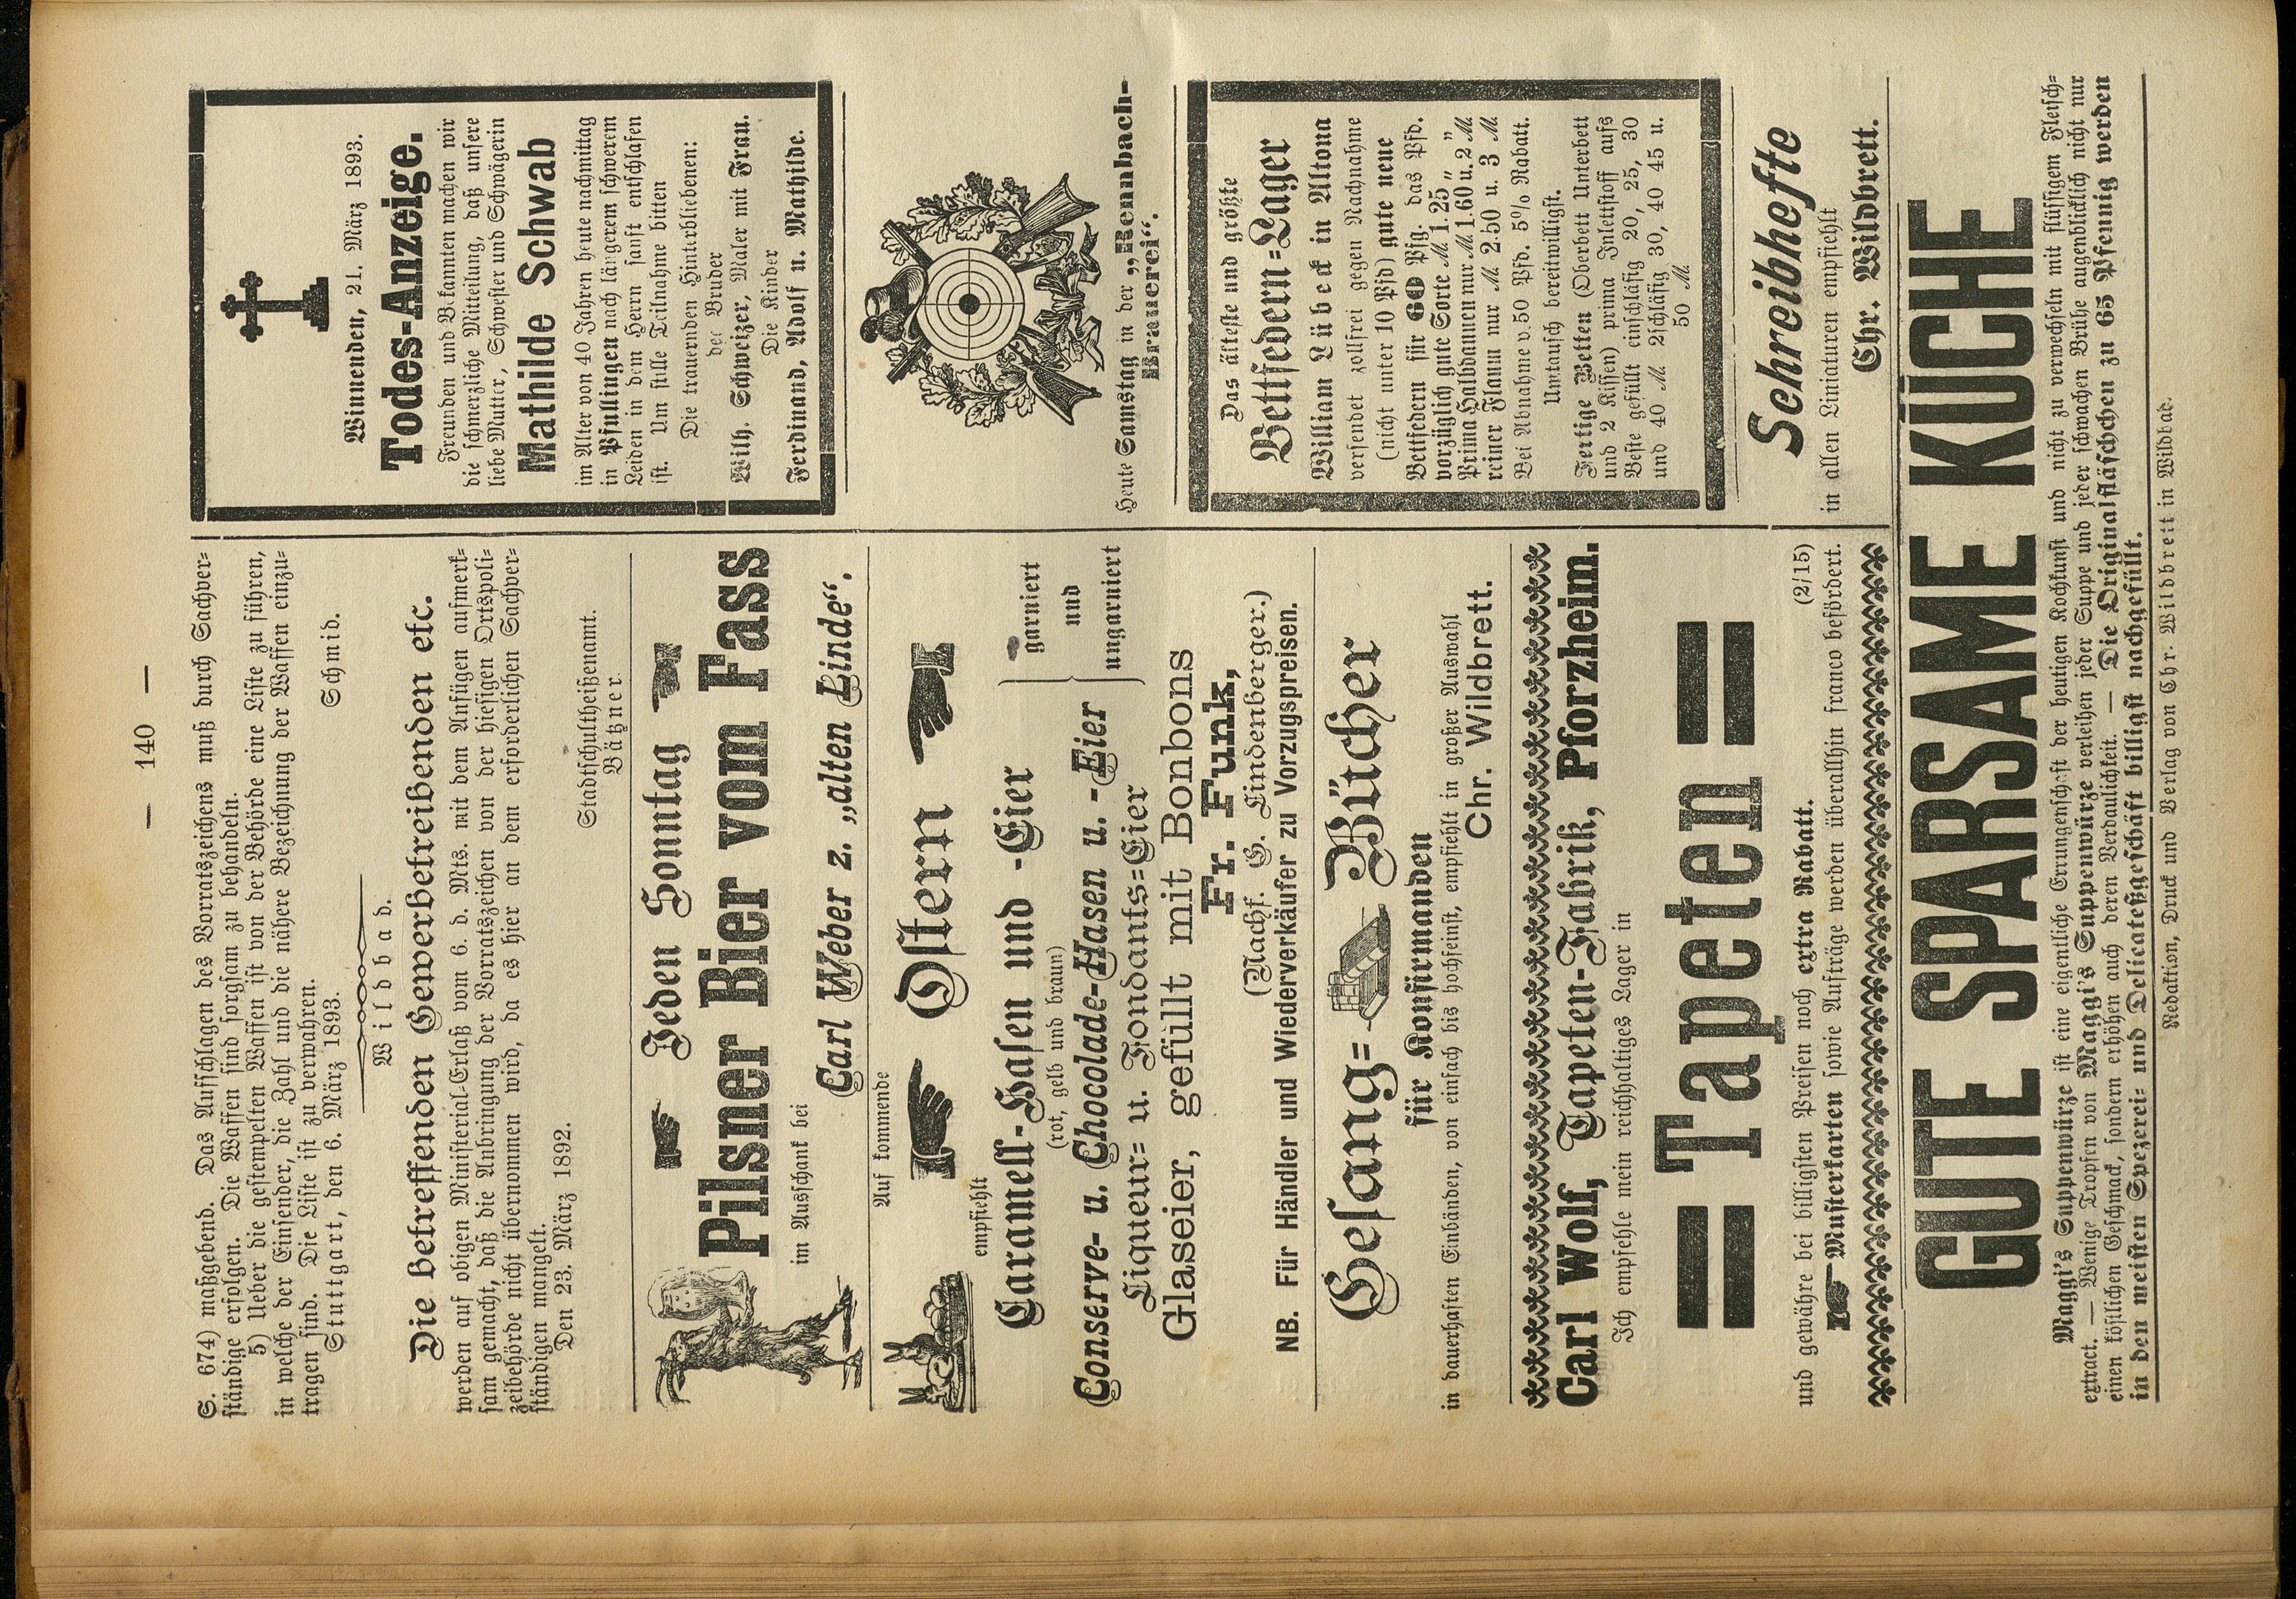 — 140 —
S. 674) maßgebend. Das Aufschlagen des Vorratszeichens muß durch Sachver-
ständige erfolgen. Die Waffen sind sorgsam zu behandeln.
5) Ueber die gestempelten Waffen ist von der Behörde eine Liste zu führen,
in welche der Einsender, die Zahl und die nähere Bezeichnung der Waffen einzu-
tragen sind. Die Liste ist zu verwahren.
Stuttgart, den 6. März 1893.
Schmid.
Wildbad.
Die betreffenden Gewerbetreibenden etc.
werden auf obigen Ministerial-Erlaß vom 6. d. Mts. mit dem Anfügen aufmerk-
sam gemacht, daß die Anbringung der Vorratszeichen von der hiesigen Ortspoli-
zeibehörde nicht übernommen wird, da es hier an dem erforderlichen Sachver-
ständigen mangelt.
Den 23. März 1892.
Stadtschultheißenamt.
Bätzner.
Jeden Sonntag
Pilsner Bier vom Fass
im Ausschank bei
Carl Weber z. „alten Linde“.
Auf kommende
Ostern
empfiehlt
Caramell-Hasen und -Eier
(rot, gelb und braun)
Conserve- u. Chocolade-Hasen u. -Eier
garniert
und
ungarniert
Liqueur= u. Fondants=Eier
Glaseier, gefüllt mit Bonbons
Fr. Funk,
(Nachf. G. Lindenberger.)
NB. Für Händler und Wiederverkäufer zu Vorzugspreisen.
Gesang= Bücher
für Konfirmanden
in dauerhaften Einbänden, von einfach bis hochfeinst, empfiehlt in großer Auswahl
Chr. Wildbrett.
Carl Wolf, Tapeten-Fabrik, Pforzheim.
Ich empfehle mein reichhaltiges Lager in
= Tapeten =
und gewähre bei billigsten Preisen noch extra Rabatt.
(2/15)
Musterkarten sowie Aufträge werden überallhin franco befördert.
Winnenden, 21. März 1893.
Todes-Anzeige.
Freunden und Bekannten machen wir
die schmerzliche Mitteilung, daß unsere
liebe Mutter, Schwester und Schwägerin
Mathilde Schwab
im Alter von 40 Jahren heute nachmittag
in Pfullingen nach längerem schwerem
Leiden in dem Herrn sanft entschlafen
ist. Um stille Teilnahme bitten
Die trauernden Hinterbliebenen:
der Bruder
Wilh. Schweizer, Maler mit Frau.
Die Kinder
Ferdinand, Adolf u. Mathilde.
Heute Samstag in der „Rennbach-
Brauerei“.
Das älteste und größte
Bettfedern=Lager
William Lübeck in Altona
versendet zollfrei gegen Nachnahme
(nicht unter 10 Pfd) gute neue
Bettfedern für 60 Pfg. das Pfd.
vorzüglich gute Sorte M. 1.25 „ „
Prima Halbdaunen nur M 1.60 u. 2 M.
reiner Flaum nur M. 2.50 u. 3 M.
Bei Abnahme v. 50 Pfd. 5% Rabatt.
Umtausch bereitwilligst.
Fertige Betten (Oberbett Unterbett
und 2 Kissen) prima Inlettstoff aufs
Beste gefüllt einschläfig 20, 25, 30
und 40 M. 2schläfig 30, 40 45 u.
50 M.
Schreibhefte
in allen Liniaturen empfiehlt
Chr. Wildbrett.
GUTE SPARSAME KÜCHE
Maggi's Suppenwürze ist eine eigentliche Errungenschaft der heutigen Kochkunst und nicht zu verwechseln mit flüssigem Fleisch=
extract. — Wenige Tropfen von Maggi's Suppenwürze verleihen jeder Suppe und jeder schwachen Brühe augenblicklich nicht nur
einen köstlichen Geschmack, sondern erhöhen auch deren Verdaulichkeit. — Die Originalfläschchen zu 65 Pfennig werden
in den meisten Spezerei= und Delicateßgeschäft billigst nachgefüllt.
Redaktion, Druck und Verlag von Chr. Wildbrett in Wildbad.